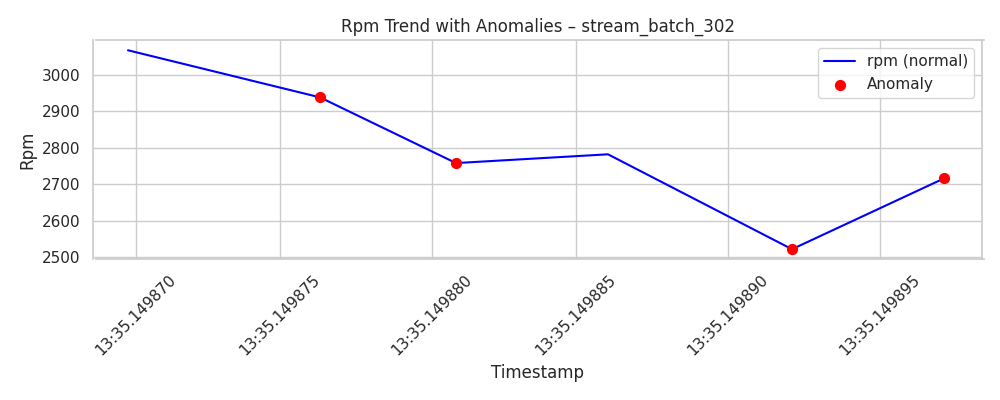 Rpm Trend with Anomalies – stream_batch_302
rpm (normal)
Anomaly
Rpm
3000
2900
2800
2700
2600
2500
13:35.149870
13:35.149875
13:35.149880
13:35.149885
13:35.149890
13:35.149895
Timestamp